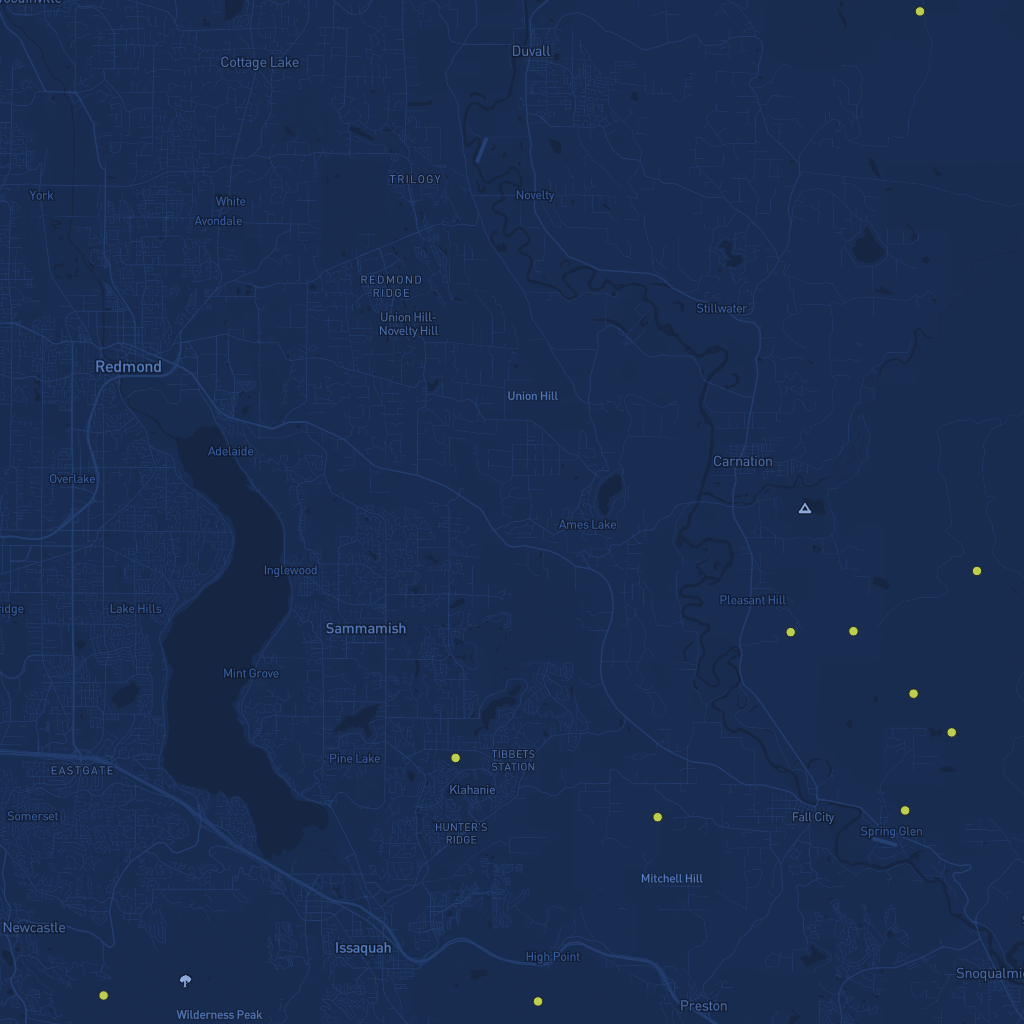 Duvall
Cottage Lake
TRILOGY
York
White
Avondale
Novelty
REDMOND
RIDGE
Union Hill-
Novelty Hill
Stillwater
Redmond
Union Hill
Adelaide
Carnation
Overlake
Ames Lake
Inglewood
Pleasant Hill
Lake Hills
Sammamish
Mint Grove
Pine Lake
TIBBETS
STATION
EASTGATE
Klahanie
Somerset
Fall City
HUNTER'S
RIDGE
Spring Glen
Mitchell Hill
Newcastle
Issaquah
High Point
Snoqualmi
Preston
Wilderness Peak